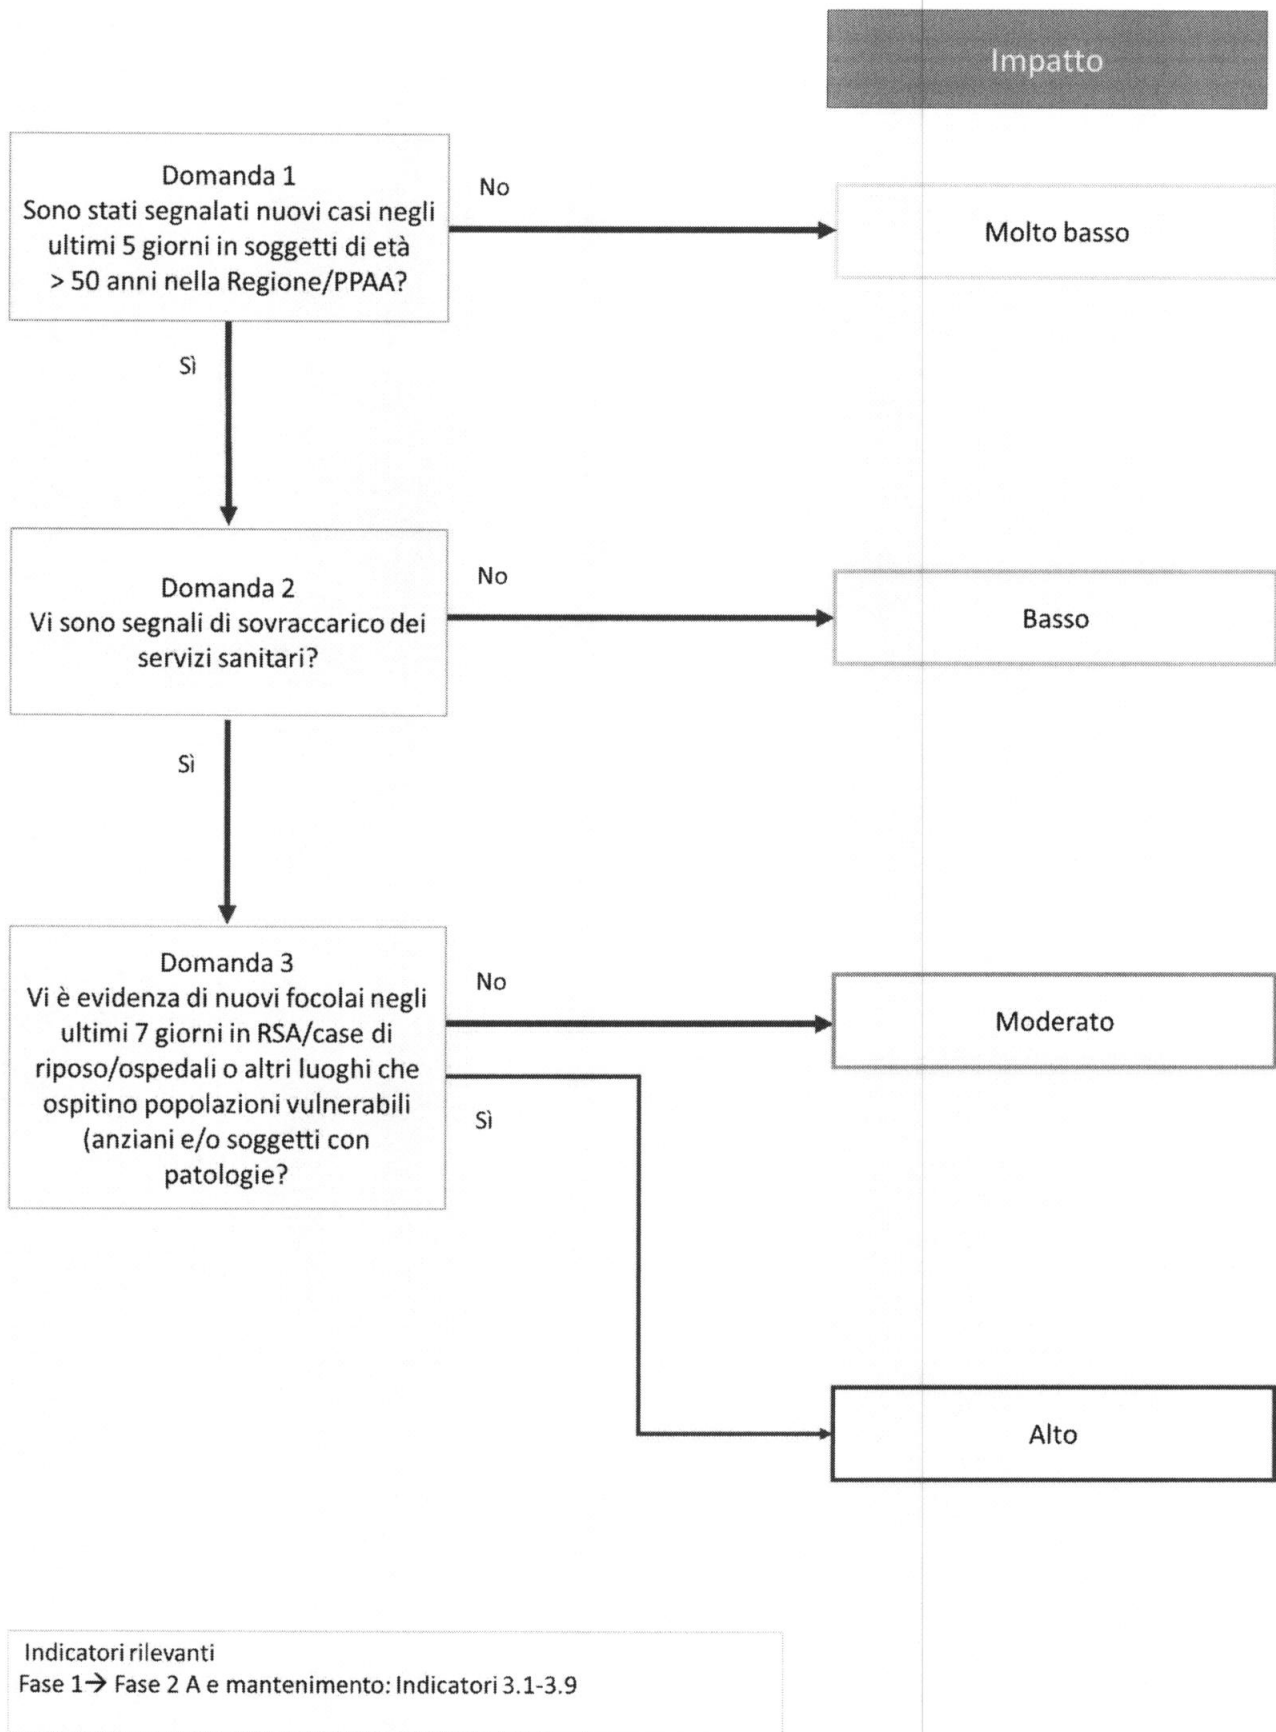 Impatto
Domanda 1
Sono stati segnalati nuovi casi negli
ultimi 5 giorni in soggetti di età
> 50 anni nella Regione/PPAA?
No
Molto basso
Sì
Domanda 2
Vi sono segnali di sovraccarico dei
servizi sanitari?
No
Basso
Sì
Domanda 3
Vi è evidenza di nuovi focolai negli
ultimi 7 giorni in RSA/case di
riposo/ospedali o altri luoghi che
ospitino popolazioni vulnerabili
(anziani e/o soggetti con
patologie?
No
Moderato
Sì
Alto
Indicatori rilevanti
Fase 1→ Fase 2 A e mantenimento: Indicatori 3.1-3.9